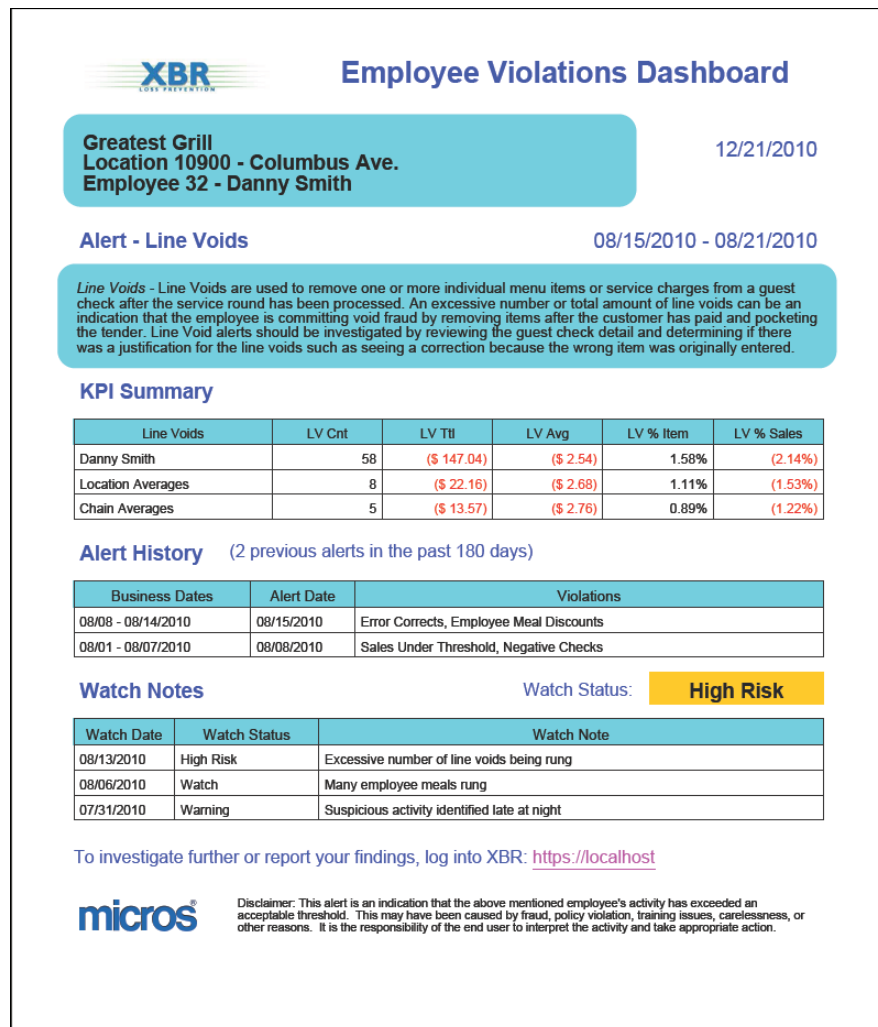 XBR
LOSS PREVENTION
Employee Violations Dashboard
Greatest Grill
Location 10900 - Columbus Ave.
Employee 32 - Danny Smith
12/21/2010
Alert - Line Voids
08/15/2010 - 08/21/2010
Line Voids - Line Voids are used to remove one or more individual menu items or service charges from a guest
check after the service round has been processed. An excessive number or total amount of line voids can be an
indication that the employee is committing void fraud by removing items after the customer has paid and pocketing
the tender. Line Void alerts should be investigated by reviewing the guest check detail and determining if there
was a justification for the line voids such as seeing a correction because the wrong item was originally entered.
KPI Summary
Line Voids LV Cnt LV Ttl LV Avg LV % Item LV % Sales
Danny Smith 58 ($ 147.04) ($ 2.54) 1.58% (2.14%)
Location Averages 8 ($ 22.16) ($ 2.68) 1.11% (1.53%)
Chain Averages 5 ($ 13.57) ($ 2.76) 0.89% (1.22%)
Alert History (2 previous alerts in the past 180 days)
Business Dates Alert Date Violations
08/08 - 08/14/2010 08/15/2010 Error Corrects, Employee Meal Discounts
08/01 - 08/07/2010 08/08/2010 Sales Under Threshold, Negative Checks
Watch Notes Watch Status: High Risk
Watch Date Watch Status Watch Note
08/13/2010 High Risk Excessive number of line voids being rung
08/06/2010 Watch Many employee meals rung
07/31/2010 Warning Suspicious activity identified late at night
To investigate further or report your findings, log into XBR: https://localhost
micros®
Disclaimer: This alert is an indication that the above mentioned employee's activity has exceeded an
acceptable threshold. This may have been caused by fraud, policy violation, training issues, carelessness, or
other reasons. It is the responsibility of the end user to interpret the activity and take appropriate action.